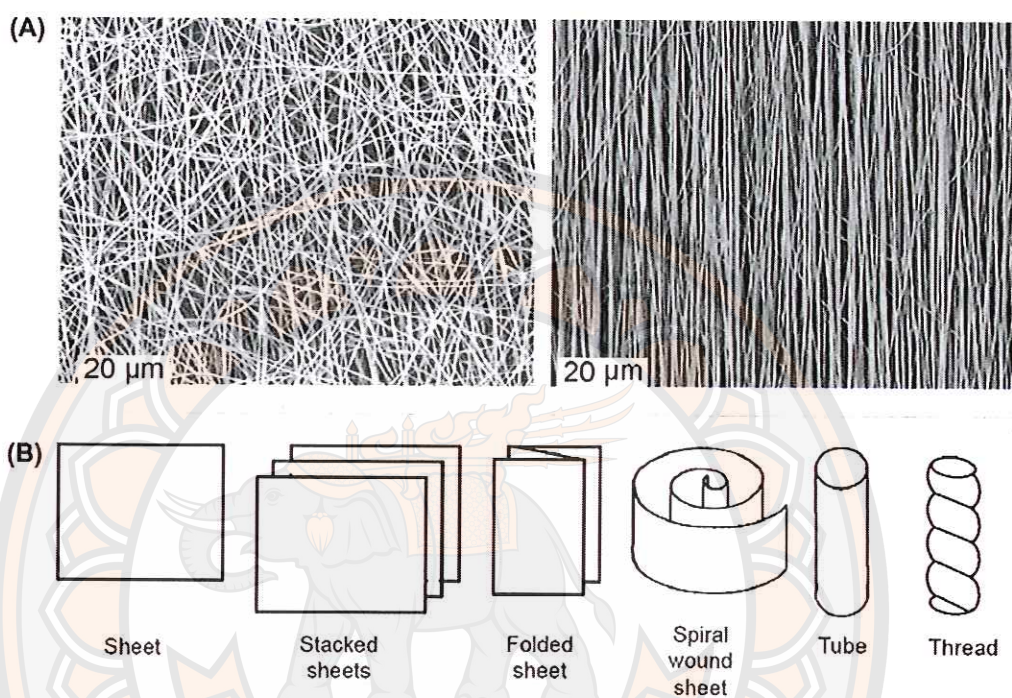 (A)
20 µm
20 µm
(B)
Sheet
Stacked
sheets
Folded
sheet
Spiral
wound
sheet
Tube
Thread